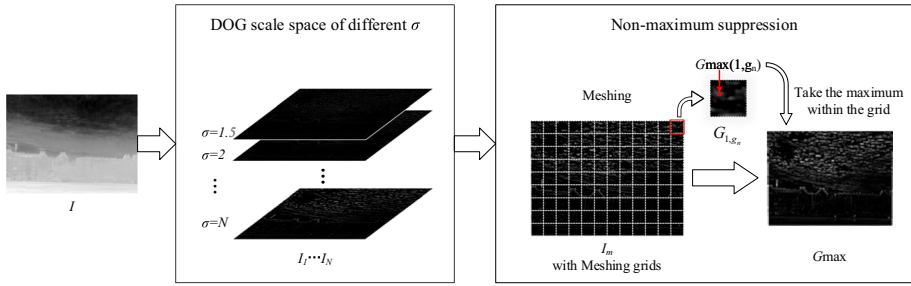 DOG scale space of different σ
Non-maximum suppression
I
σ=1.5
σ=2
σ=N
I1⋯IN
Meshing
Gmax(1,gn)
G1,gn
Take the maximum
within the grid
Im
with Meshing grids
Gmax